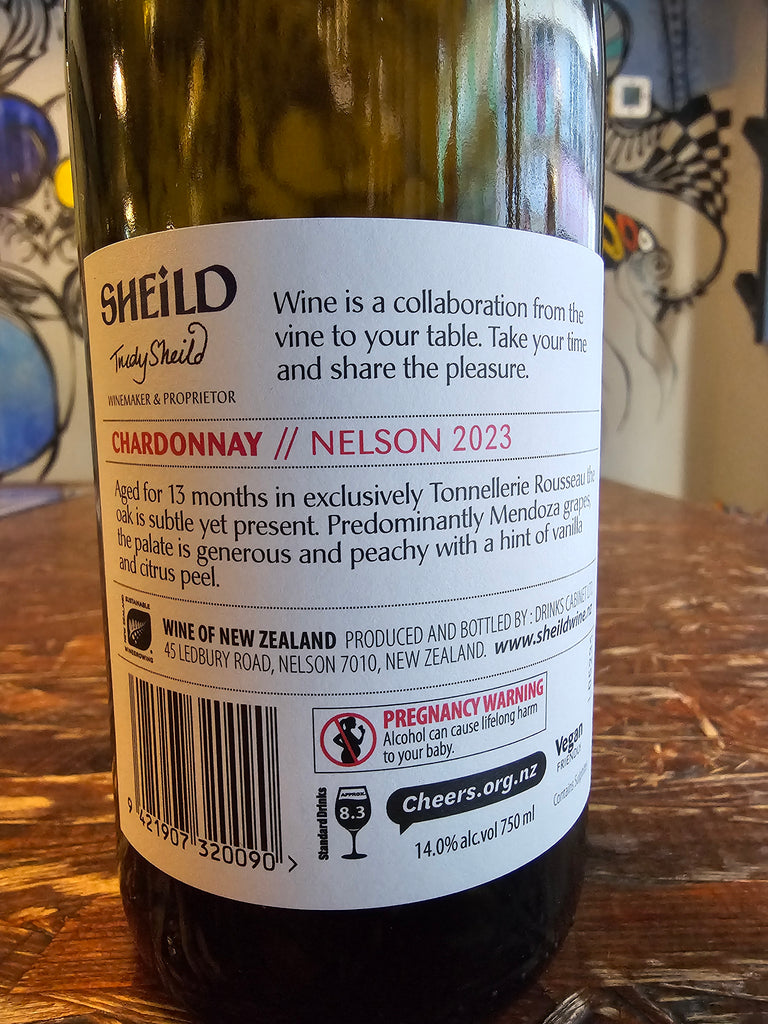 SHEiLD
Trudy Sheild
WINEMAKER & PROPRIETOR
Wine is a collaboration from the
vine to your table. Take your time
and share the pleasure.
CHARDONNAY // NELSON 2023
Aged for 13 months in exclusively Tonnellerie Rousseau the
oak is subtle yet present. Predominantly Mendoza grapes,
the palate is generous and peachy with a hint of vanilla
and citrus peel.
SUSTAINABLE
WINEGROWING
WINE OF NEW ZEALAND PRODUCED AND BOTTLED BY : DRINKS CABINET LTD
45 LEDBURY ROAD, NELSON 7010, NEW ZEALAND. www.sheildwine.nz
PREGNANCY WARNING
Alcohol can cause lifelong harm
to your baby.
Vegan
FRIENDLY
9 421907 320090 >
Standard Drinks
APPROX.
8.3
Cheers.org.nz
14.0% alc.vol 750 ml
Contains